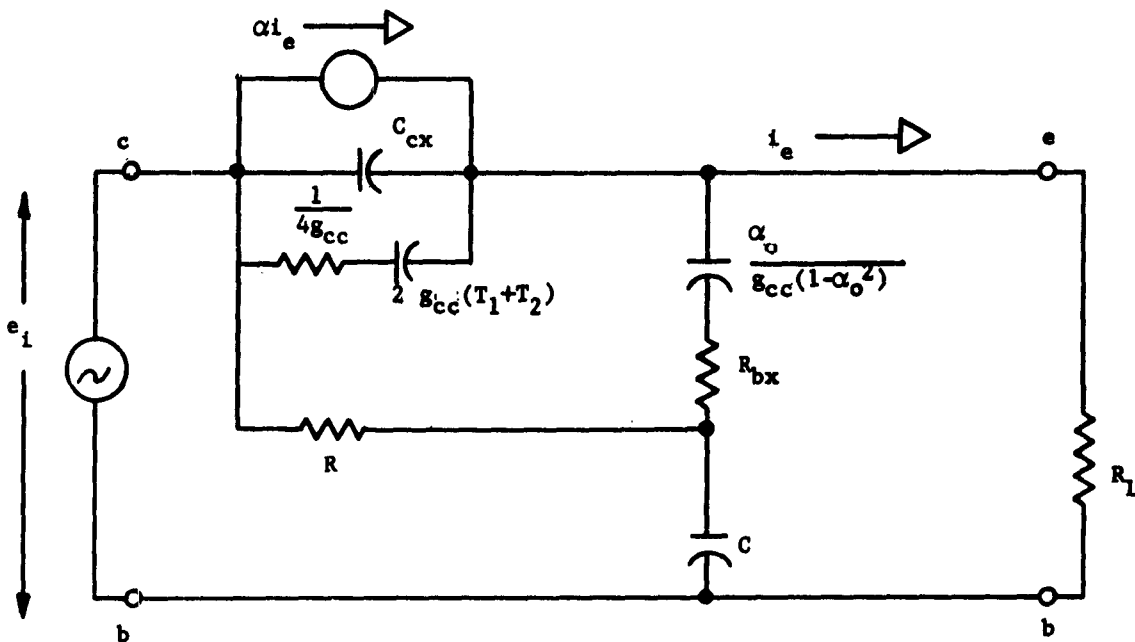 αi_e
c
C_cx
i_e
e
1
4g_cc
2 g_cc(T_1+T_2)
α_o
g_cc(1-α_o^2)
e_i
R_bx
R
R_L
C
b
b